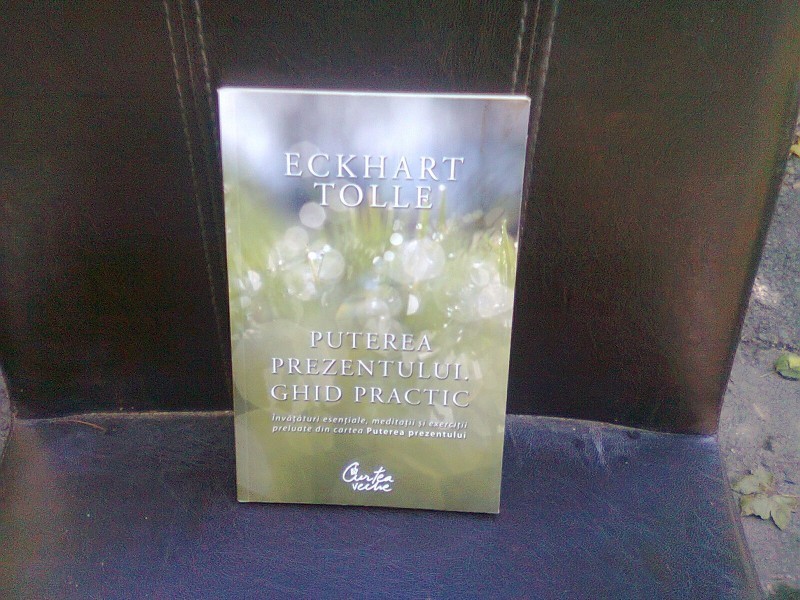 ECKHART
TOLLE
PUTEREA
PREZENTULUI.
GHID PRACTIC
Învățături esențiale, meditații și exerciții
preluate din cartea Puterea prezentului
Curtea
veche